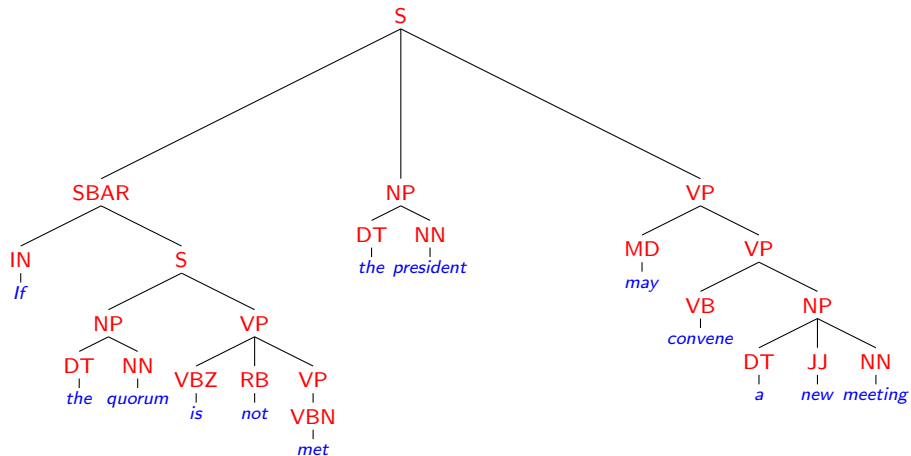 S
SBAR NP VP
DT NN MD VP
IN S
the president
If may
VB NP
NP VP
convene
DT NN VBZ RB VP DT JJ NN
the quorum is not a new meeting
VBN
met